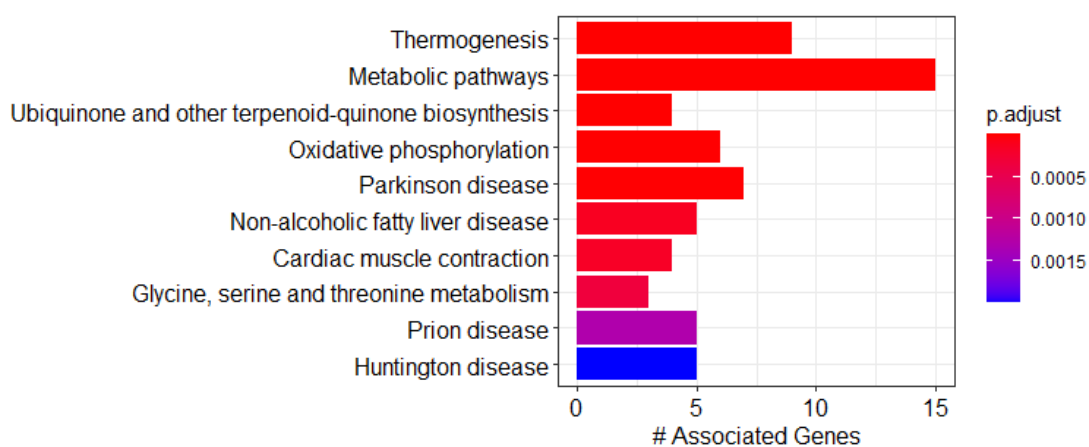 Thermogenesis
Metabolic pathways
Ubiquinone and other terpenoid-quinone biosynthesis
Oxidative phosphorylation
Parkinson disease
Non-alcoholic fatty liver disease
Cardiac muscle contraction
Glycine, serine and threonine metabolism
Prion disease
Huntington disease
0 5 10 15
# Associated Genes
p.adjust
0.0005
0.0010
0.0015